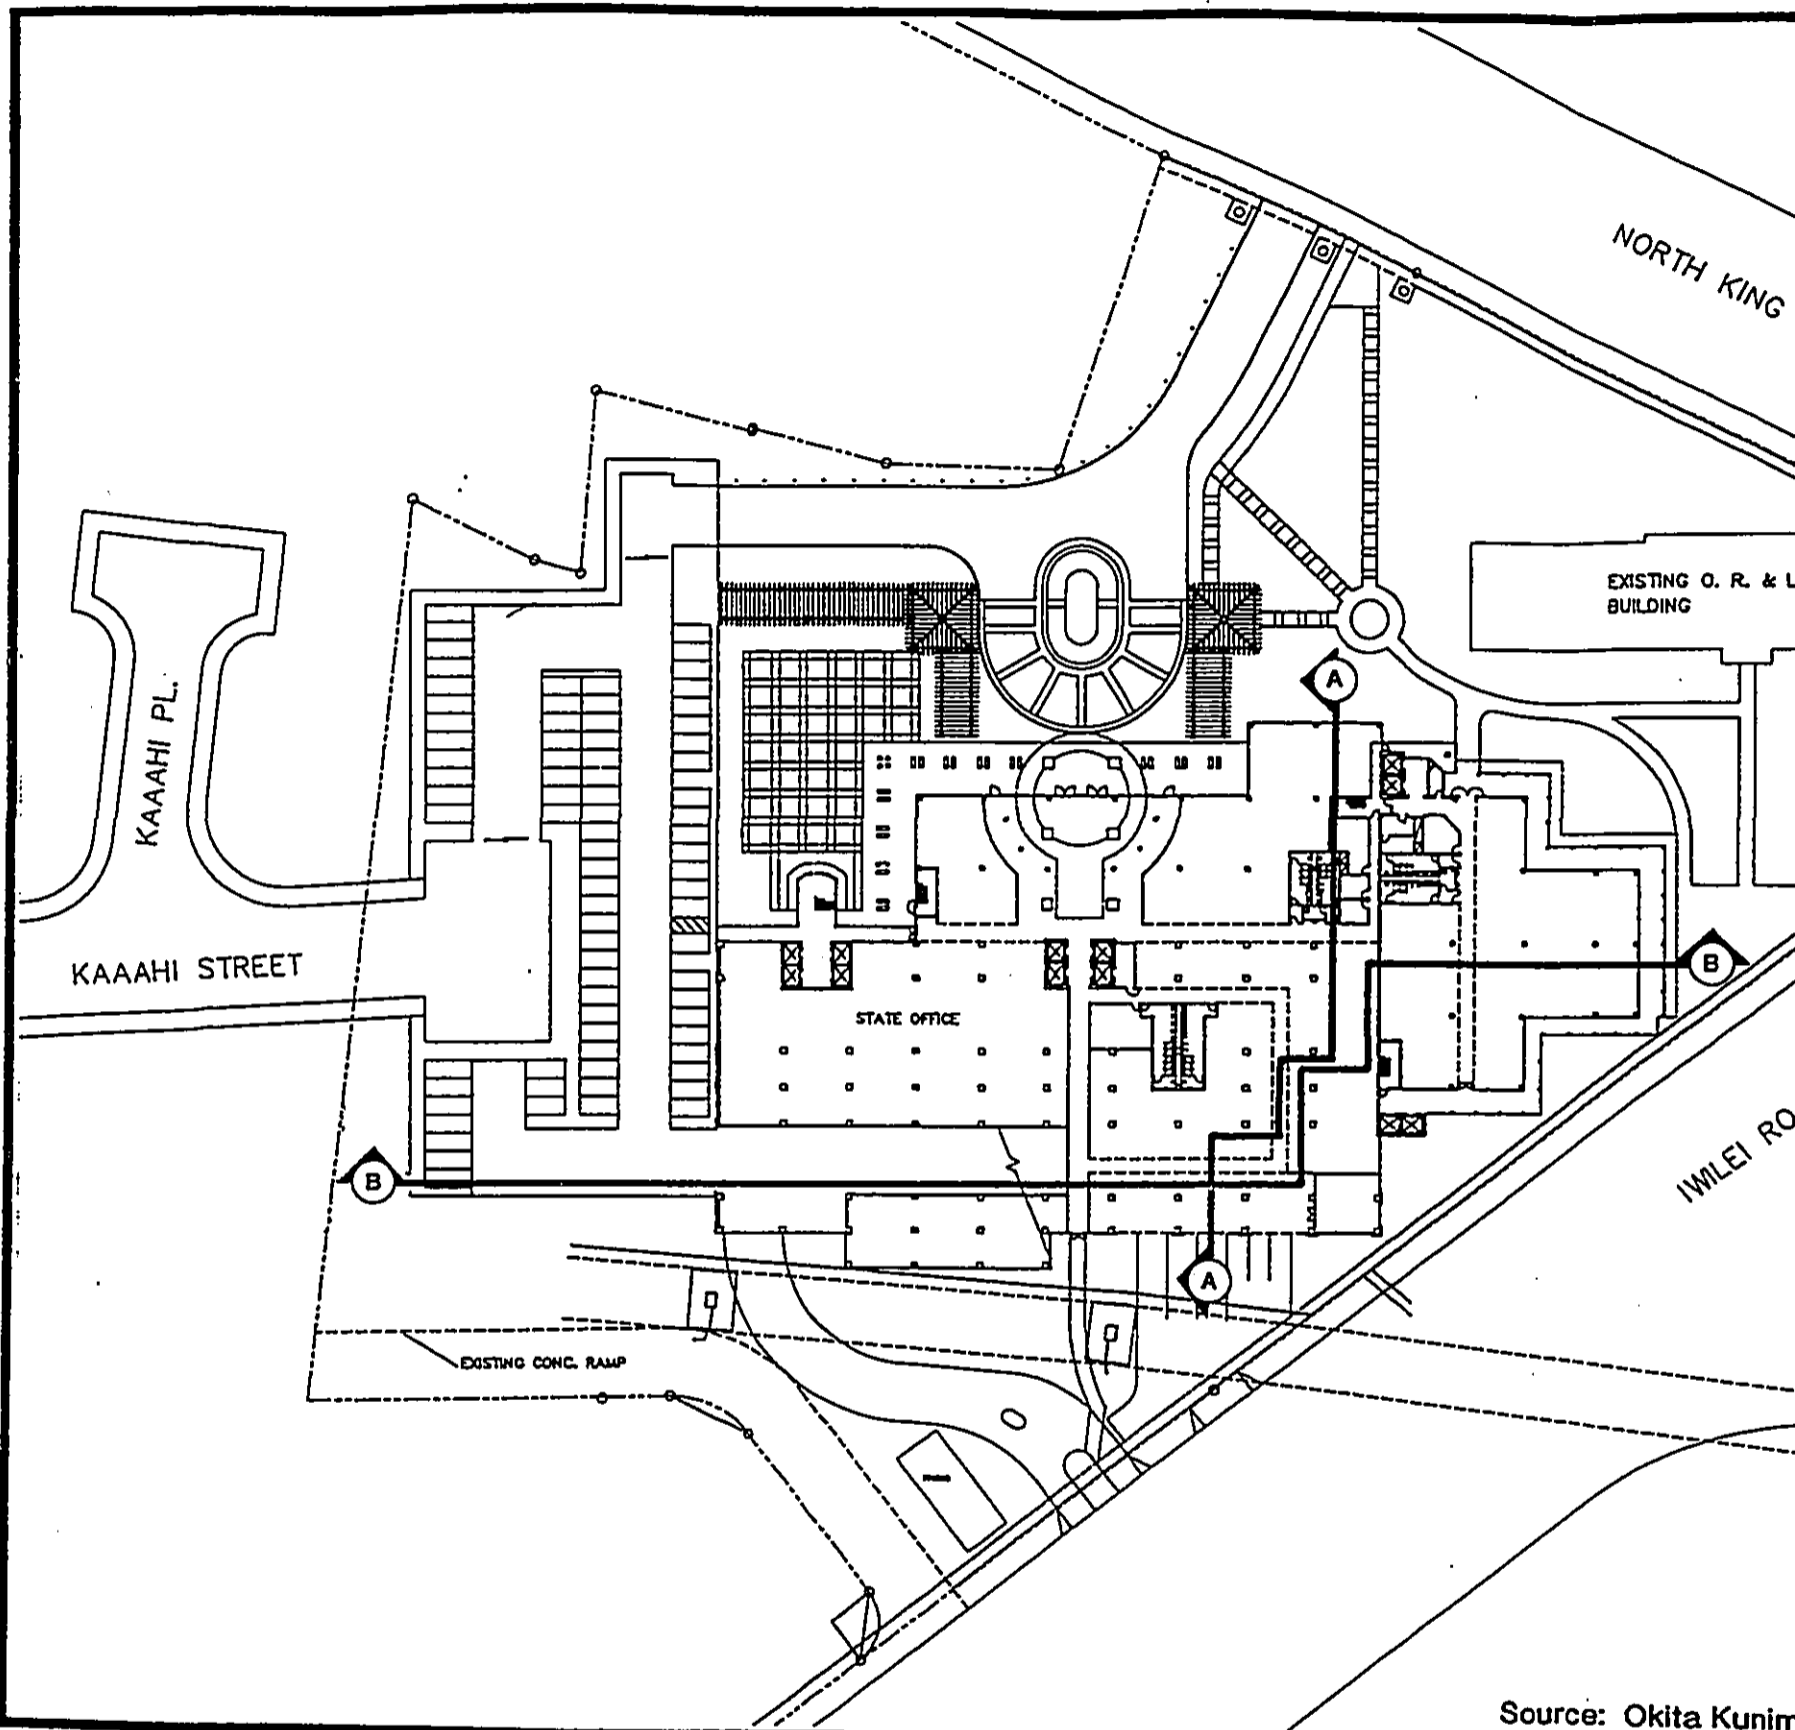 NORTH KING
EXISTING O. R. & L
BUILDING
KAAAHI PL.
A
KAAAHI STREET
B
STATE OFFICE
B
IWILEI RO
A
EXISTING CONC. RAMP
Source: Okita Kunim